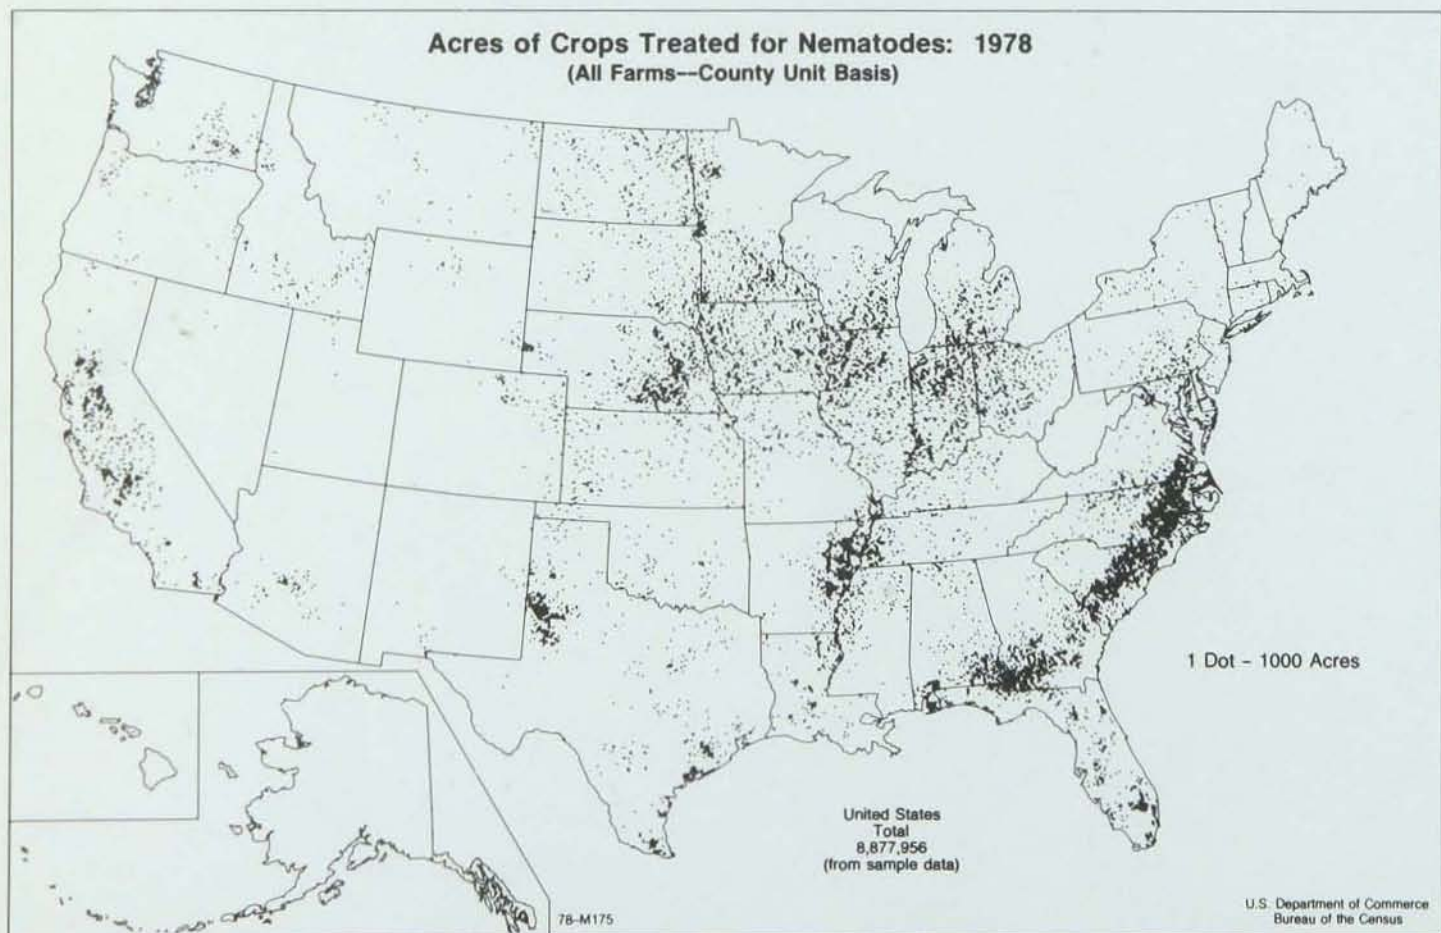 Acres of Crops Treated for Nematodes: 1978
(All Farms--County Unit Basis)
1 Dot - 1000 Acres
United States
Total
8,877,956
(from sample data)
78-M175
U.S. Department of Commerce
Bureau of the Census